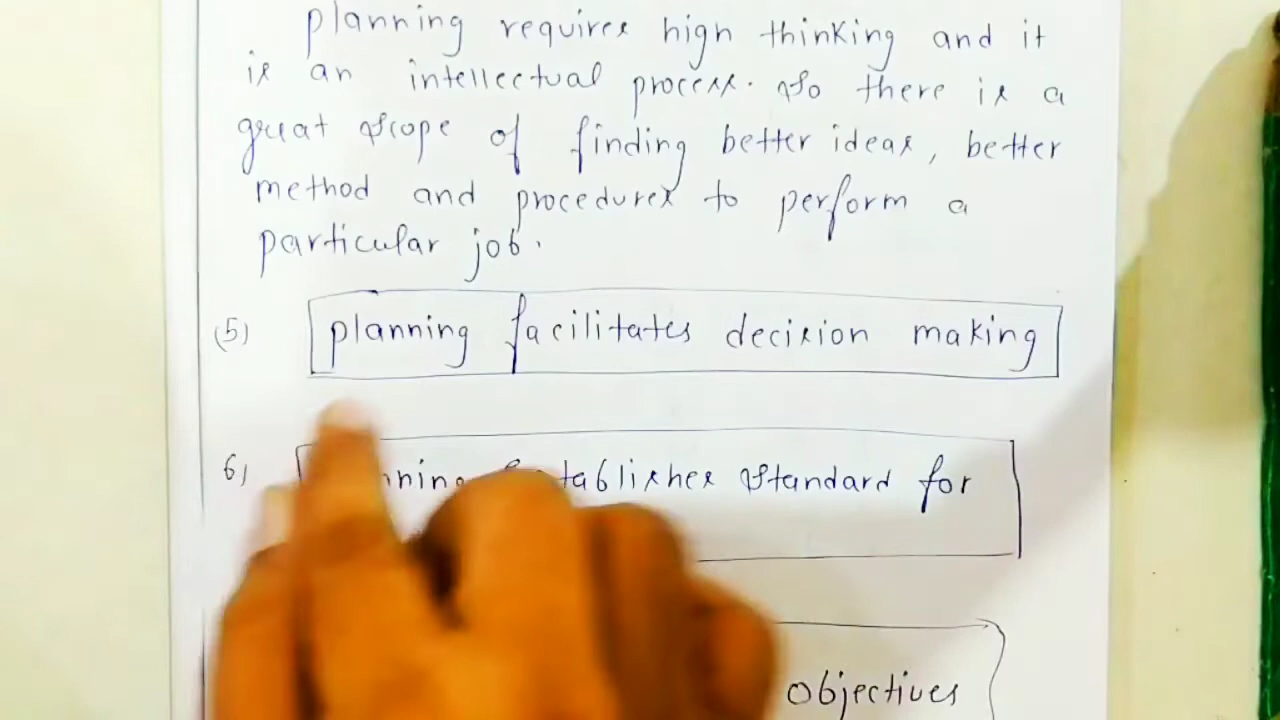 planning requires high thinking and it
is an intellectual process. So there is a
great scope of finding better ideas, better
method and procedures to perform a
particular job.
(5) planning facilitates decision making
6) Establishes standard for
objectives